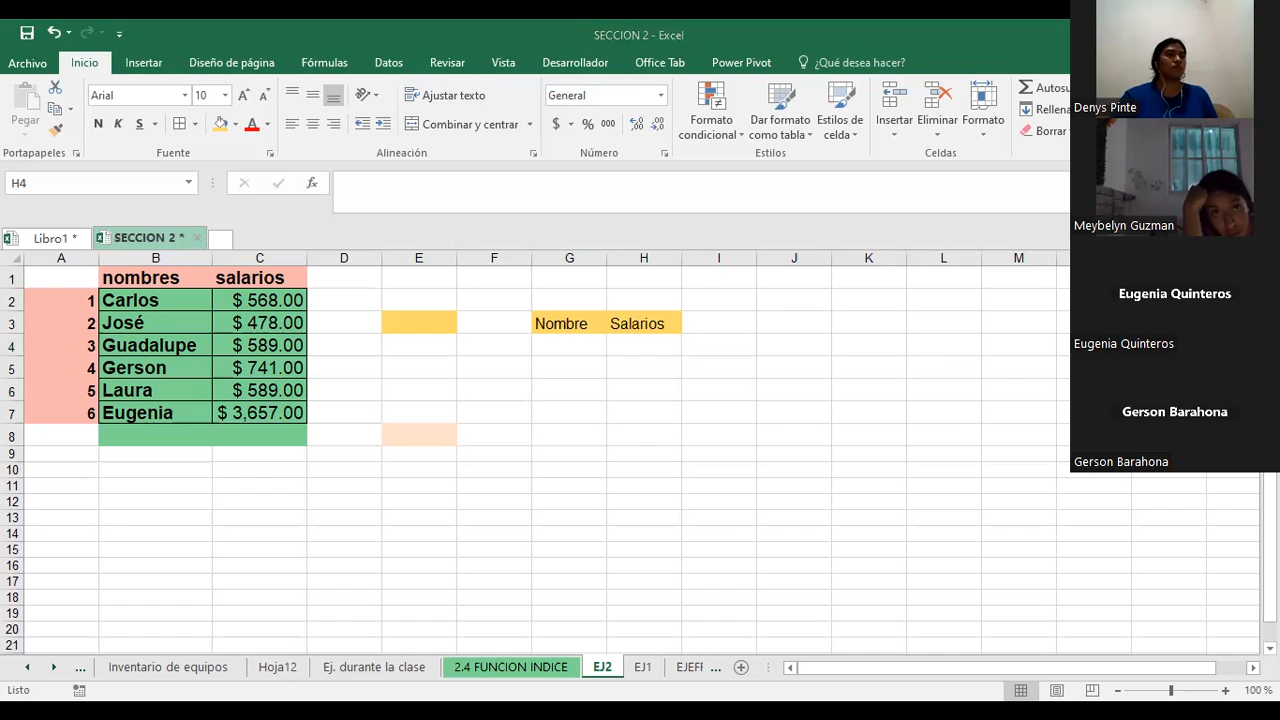 SECCION 2 - Excel
Archivo Inicio Insertar Diseño de página Fórmulas Datos Revisar Vista Desarrollador Office Tab Power Pivot ¿Qué desea hacer?
Pegar
Arial 10
N K S
Ajustar texto
Combinar y centrar
General
$ % 000
Formato condicional
Dar formato como tabla
Estilos de celda
Insertar Eliminar Formato
Autosu
Rellena
Borrar
Portapapeles Fuente Alineación Número Estilos Celdas
H4 fx
Libro1 * SECCION 2 *
A B C D E F G H I J K L M
1 nombres salarios
2 1 Carlos $ 568.00
3 2 José $ 478.00 Nombre Salarios
4 3 Guadalupe $ 589.00
5 4 Gerson $ 741.00
6 5 Laura $ 589.00
7 6 Eugenia $ 3,657.00
8
9
10
11
12
13
14
15
16
17
18
19
20
21
... Inventario de equipos Hoja12 Ej. durante la clase 2.4 FUNCION INDICE EJ2 EJ1 EJEFI ...
Listo 100 %
Denys Pinte
Meybelyn Guzman
Eugenia Quinteros
Eugenia Quinteros
Gerson Barahona
Gerson Barahona